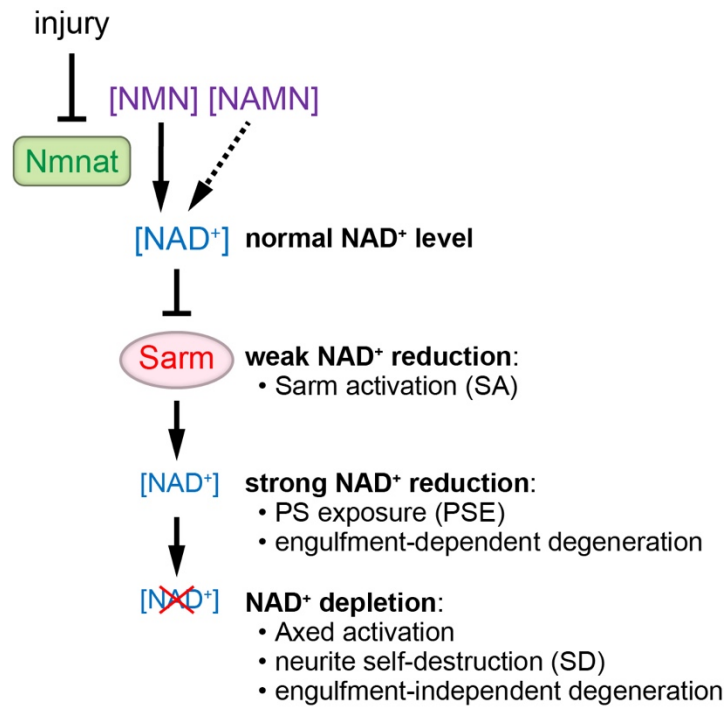 injury
[NMN] [NAMN]
Nmnat
[NAD⁺] normal NAD⁺ level
Sarm weak NAD⁺ reduction:
• Sarm activation (SA)
[NAD⁺] strong NAD⁺ reduction:
• PS exposure (PSE)
• engulfment-dependent degeneration
[NAD⁺] NAD⁺ depletion:
• Axed activation
• neurite self-destruction (SD)
• engulfment-independent degeneration